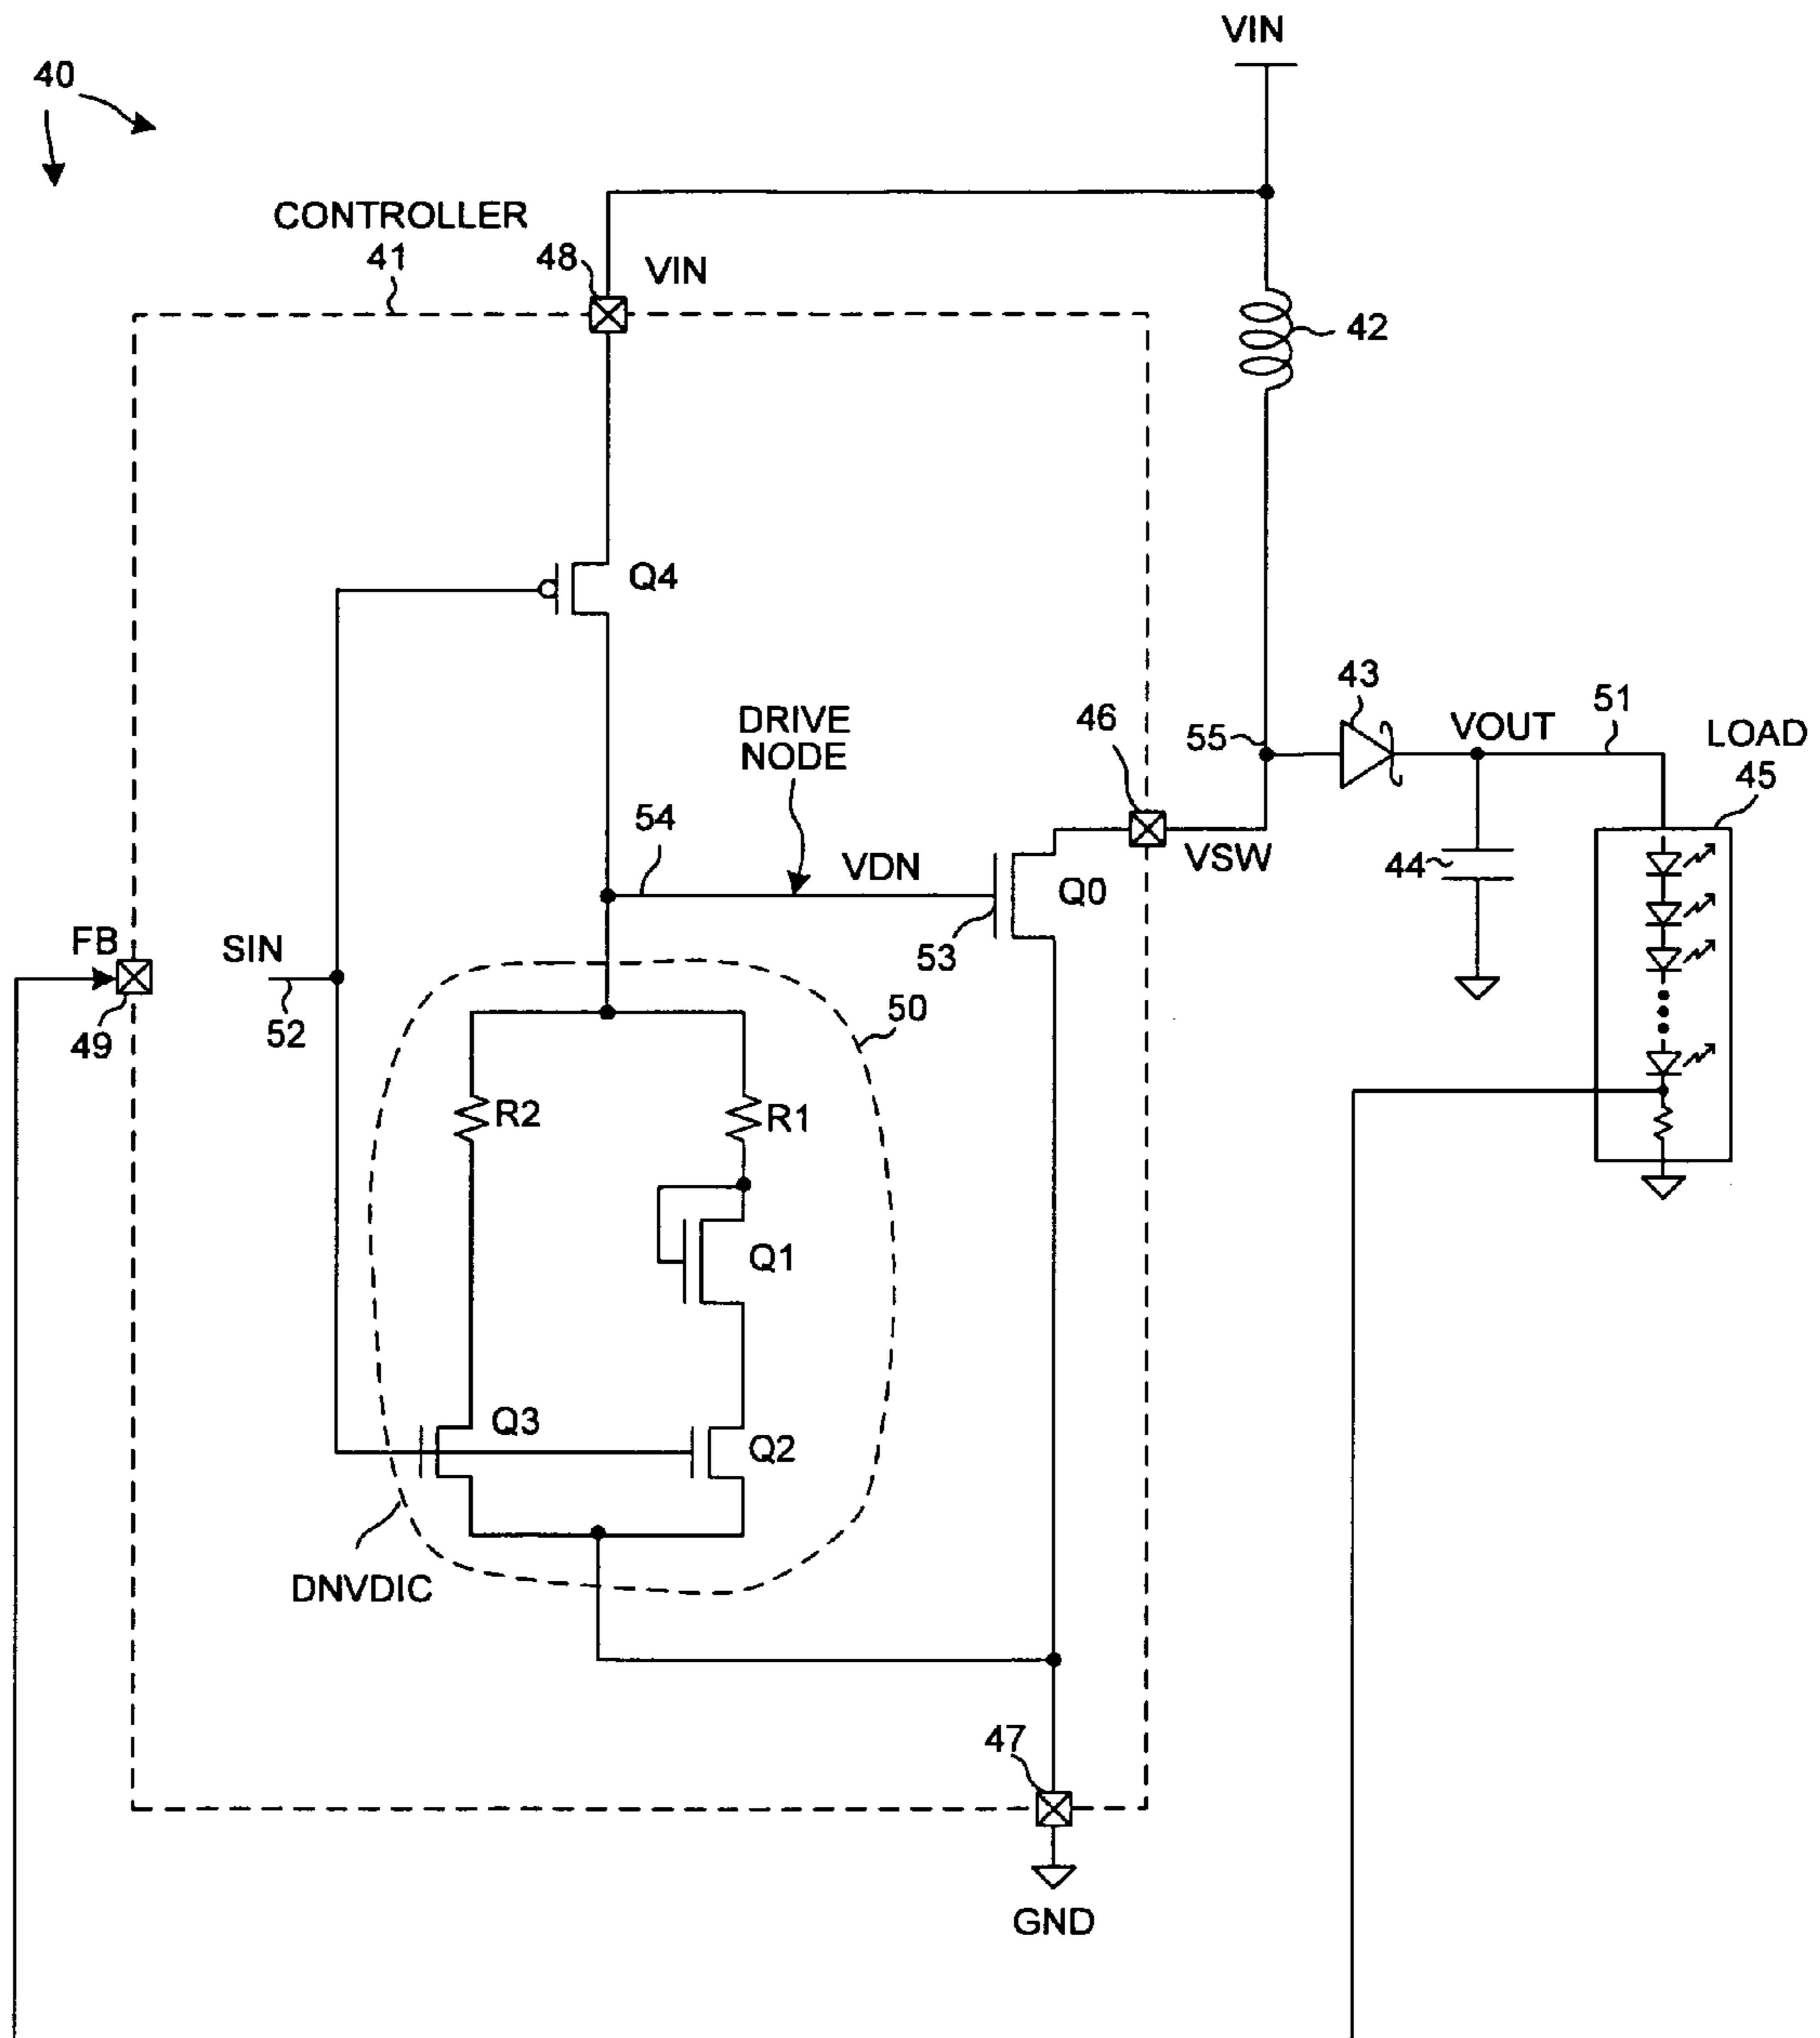 VIN
40
CONTROLLER
41
48
VIN
42
Q4
DRIVE
NODE
46
55
43
VOUT
51
LOAD
45
54
VDN
VSW
44
Q0
53
FB
49
SIN
52
50
R2
R1
Q1
Q3
Q2
DNVDIC
47
GND